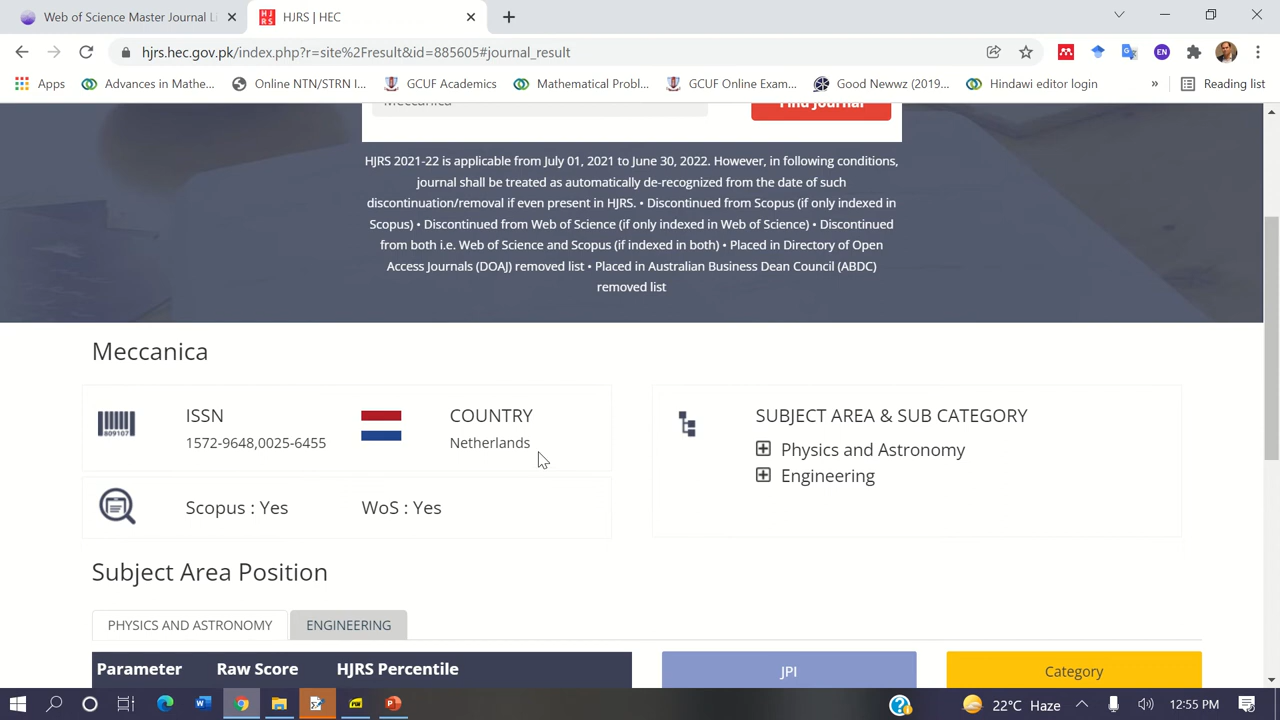 Web of Science Master Journal Li
HJRS | HEC
hjrs.hec.gov.pk/index.php?r=site%2Fresult&id=885605#journal_result
EN
Apps
Advances in Mathe...
Online NTN/STRN I...
GCUF Academics
Mathematical Probl...
GCUF Online Exam...
Good Newwz (2019...
Hindawi editor login
»
Reading list
Meccanica
Find Journal
HJRS 2021-22 is applicable from July 01, 2021 to June 30, 2022. However, in following conditions,
journal shall be treated as automatically de-recognized from the date of such
discontinuation/removal if even present in HJRS. • Discontinued from Scopus (if only indexed in
Scopus) • Discontinued from Web of Science (if only indexed in Web of Science) • Discontinued
from both i.e. Web of Science and Scopus (if indexed in both) • Placed in Directory of Open
Access Journals (DOAJ) removed list • Placed in Australian Business Dean Council (ABDC)
removed list
Meccanica
ISSN
1572-9648,0025-6455
COUNTRY
Netherlands
809107
Scopus : Yes
WoS : Yes
SUBJECT AREA & SUB CATEGORY
Physics and Astronomy
Engineering
Subject Area Position
PHYSICS AND ASTRONOMY
ENGINEERING
Parameter
Raw Score
HJRS Percentile
JPI
Category
22°C Haze
12:55 PM